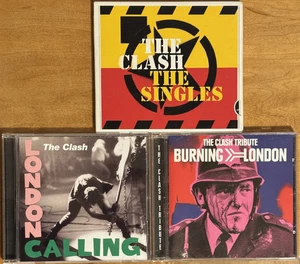 THE
CLASH
THE
SINGLES
LONDON
The Clash
CALLING
THE CLASH TRIBUTE
THE CLASH TRIBUTE
BURNING LONDON